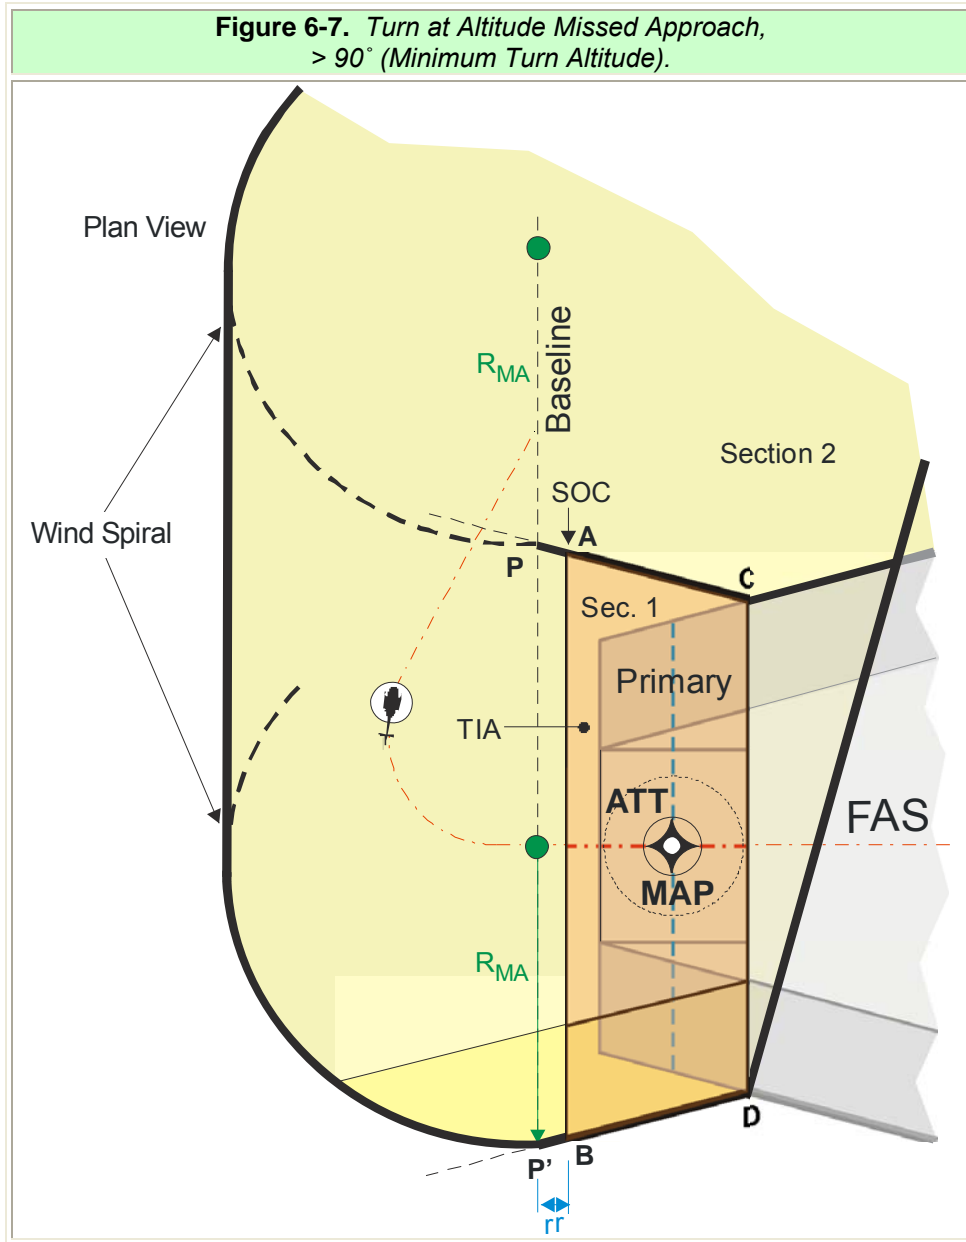 Figure 6-7. Turn at Altitude Missed Approach,
> 90˚ (Minimum Turn Altitude).
Plan View
Baseline
RMA
Section 2
SOC
A
Wind Spiral
P
C
Sec. 1
Primary
TIA
ATT
FAS
MAP
RMA
D
B
P’
rr